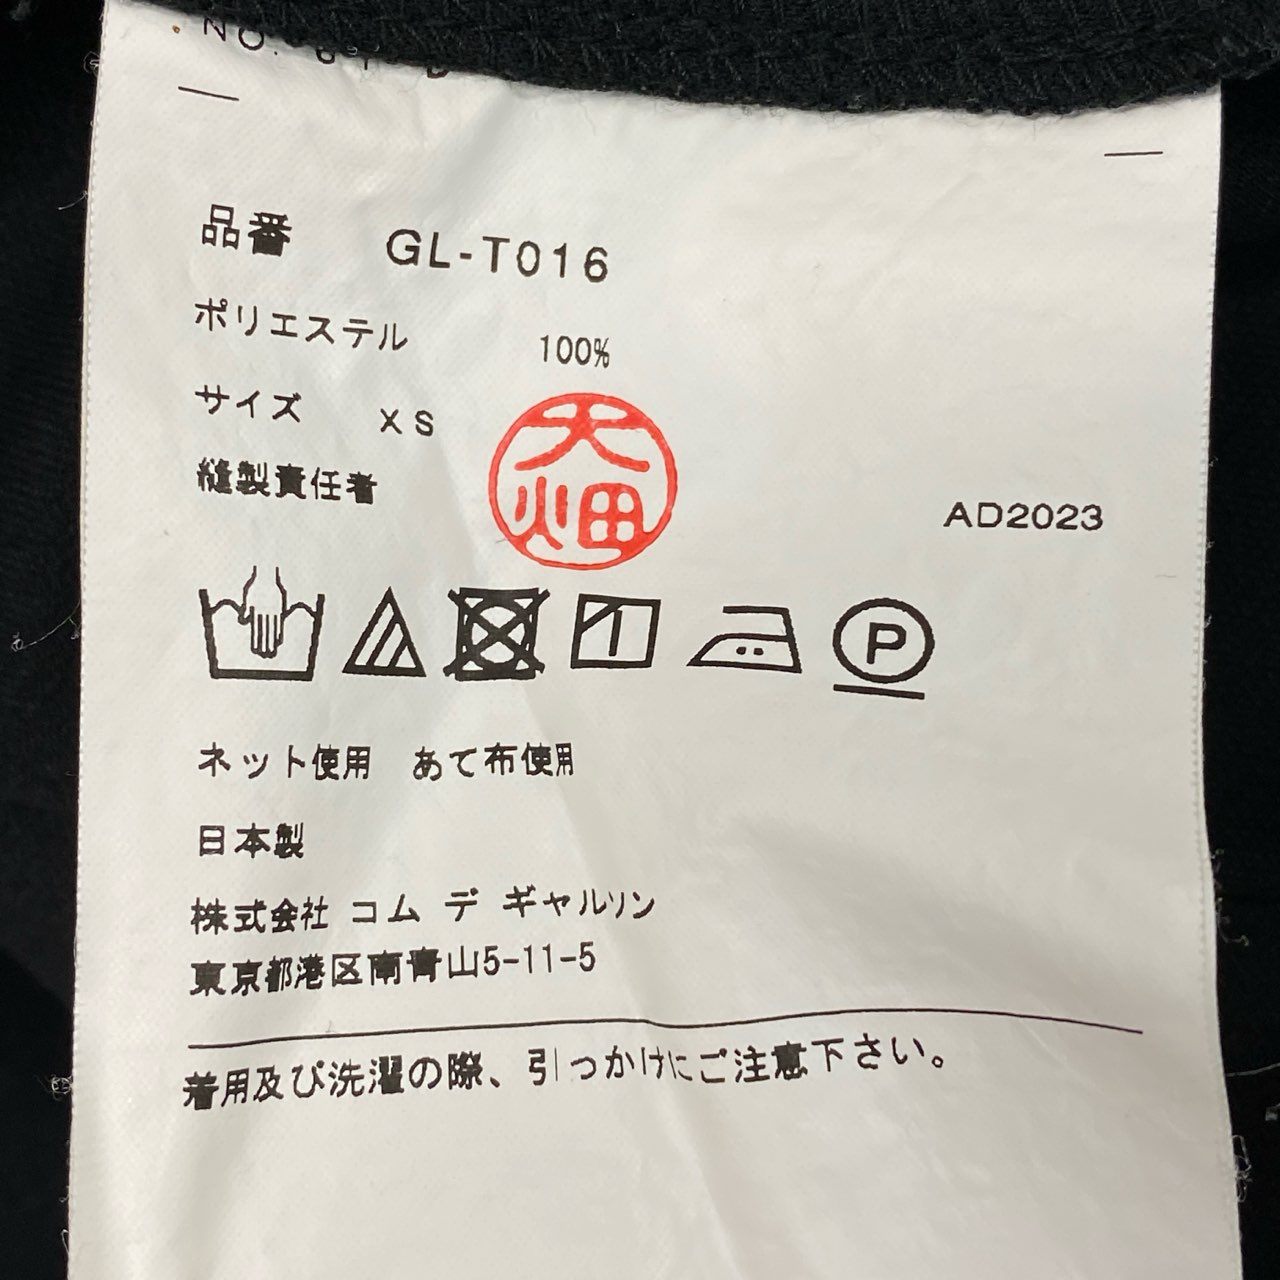 NO.
品番 GL-T016
ポリエステル 100%
サイズ XS
縫製責任者 大畑
AD2023
P
ネット使用 あて布使用
日本製
株式会社 コム デ ギャルソン
東京都港区南青山5-11-5
着用及び洗濯の際、引っかけにご注意下さい。